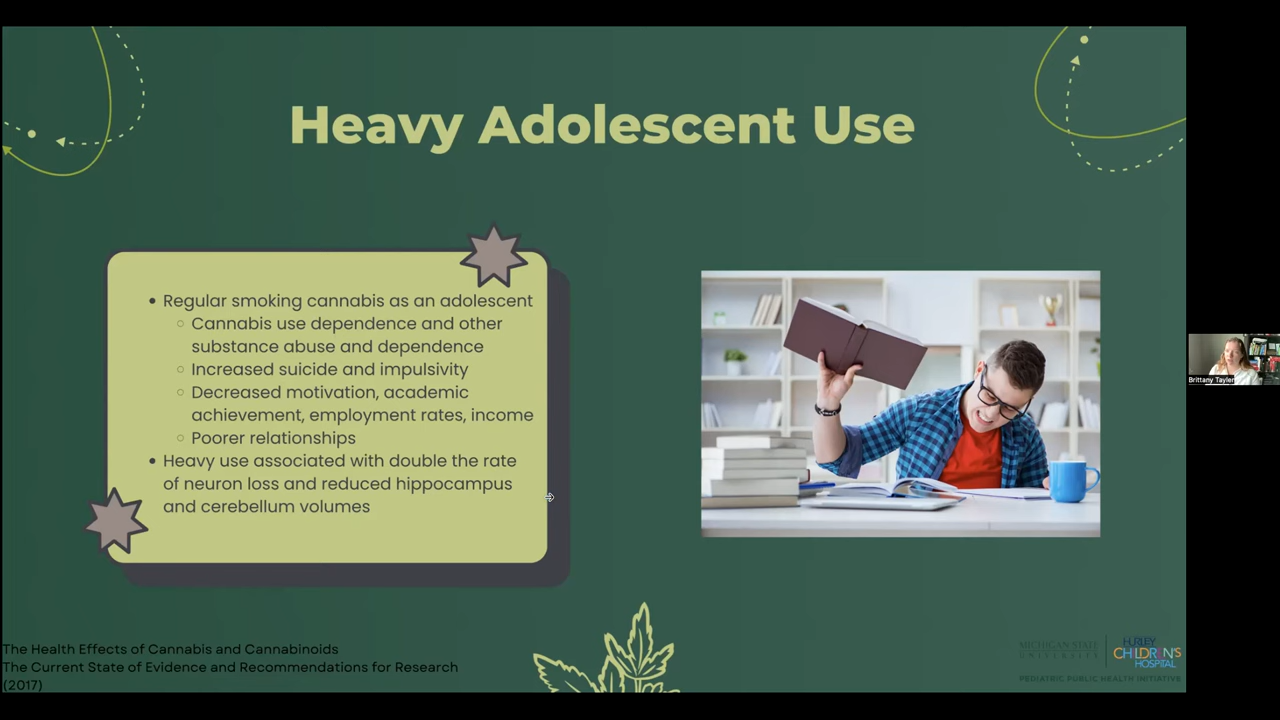 Heavy Adolescent Use
• Regular smoking cannabis as an adolescent
○ Cannabis use dependence and other
substance abuse and dependence
○ Increased suicide and impulsivity
○ Decreased motivation, academic
achievement, employment rates, income
○ Poorer relationships
• Heavy use associated with double the rate
of neuron loss and reduced hippocampus
and cerebellum volumes
Brittany Tayler
The Health Effects of Cannabis and Cannabinoids
The Current State of Evidence and Recommendations for Research
(2017)
MICHIGAN STATE
UNIVERSITY
HURLEY
CHILDREN'S
HOSPITAL
PEDIATRIC PUBLIC HEALTH INITIATIVE